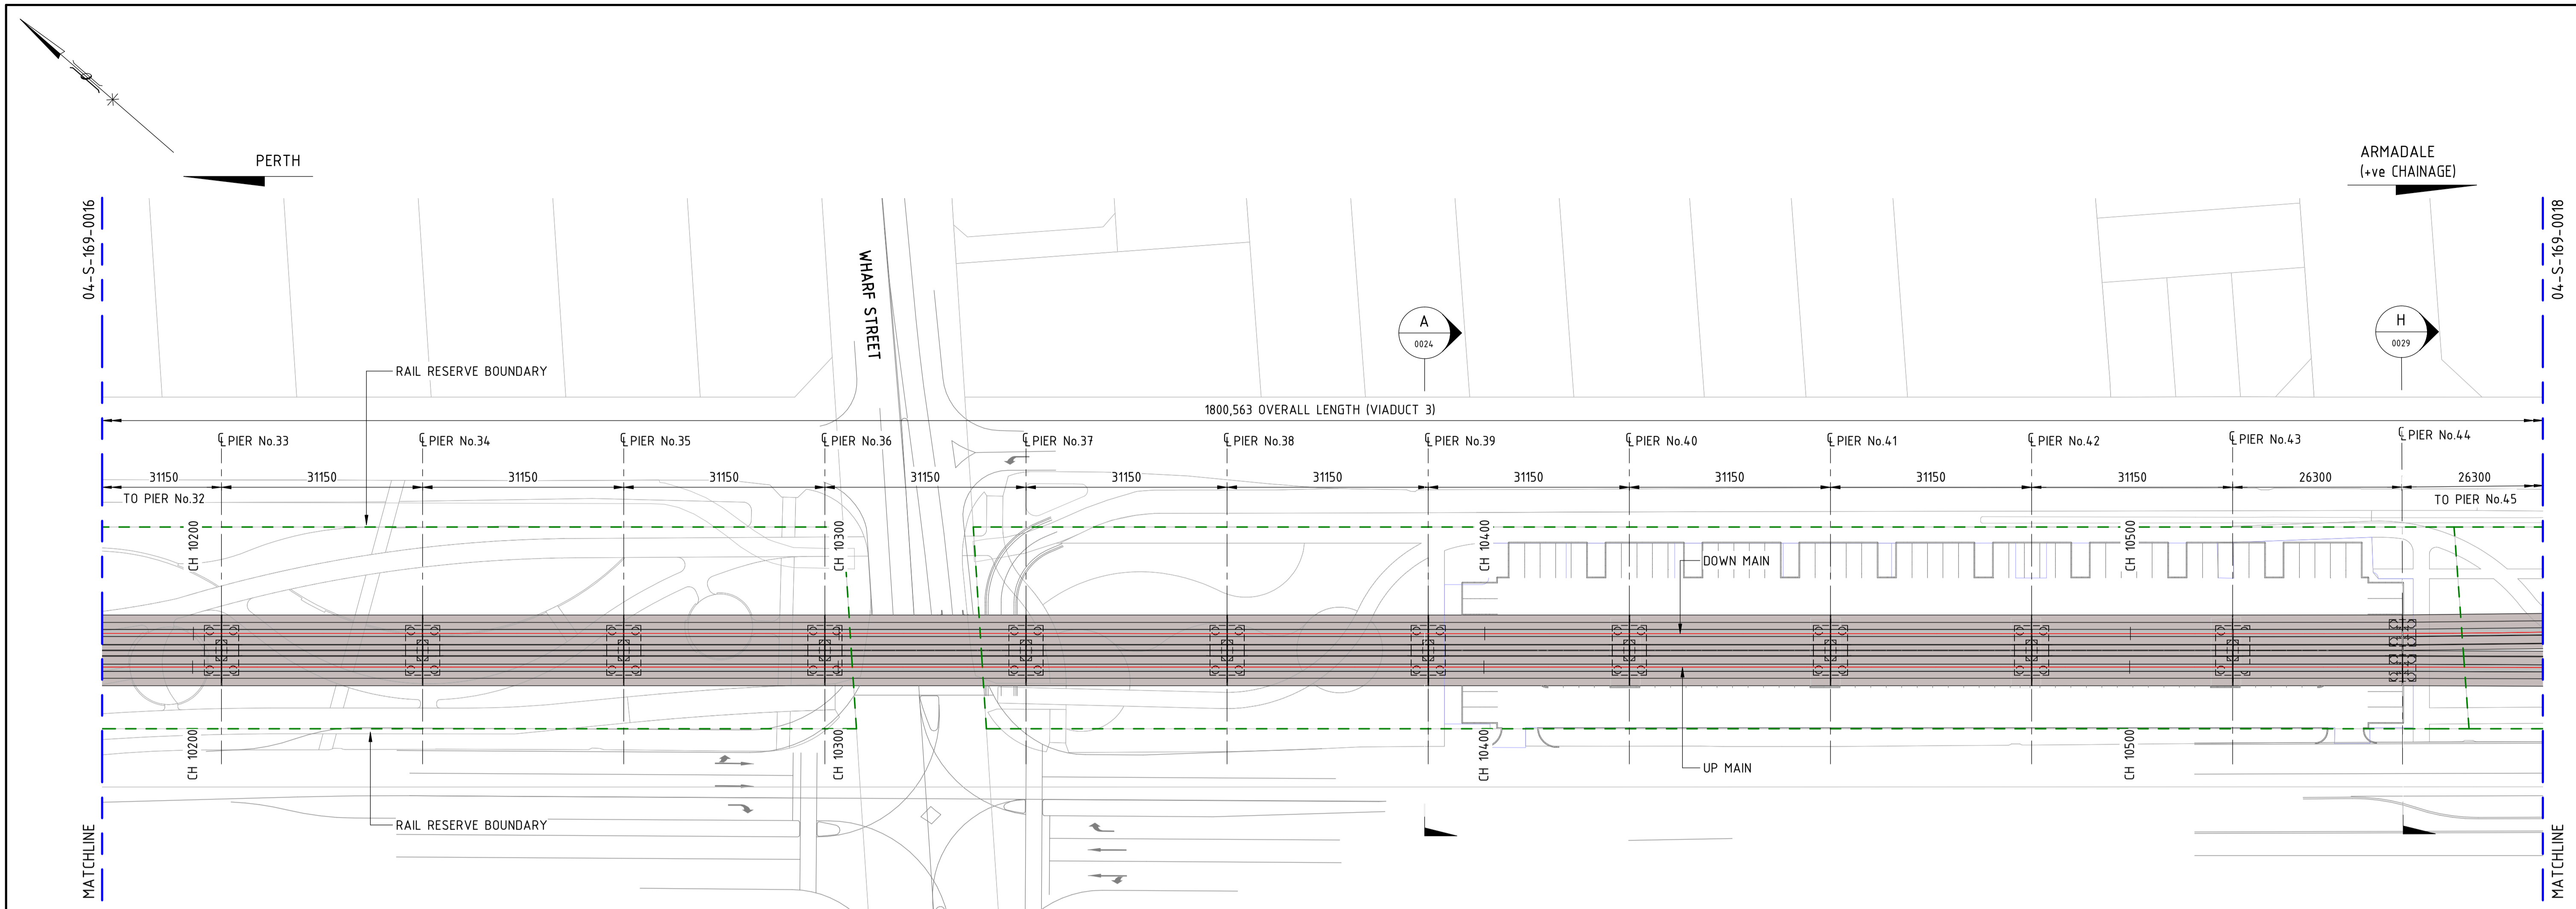 PERTH
ARMADALE
(+ve CHAINAGE)
04-S-169-0016
04-S-169-0018
WHARF STREET
A
0024
H
0029
RAIL RESERVE BOUNDARY
1800,563 OVERALL LENGTH (VIADUCT 3)
℄ PIER No.33
℄ PIER No.34
℄ PIER No.35
℄ PIER No.36
℄ PIER No.37
℄ PIER No.38
℄ PIER No.39
℄ PIER No.40
℄ PIER No.41
℄ PIER No.42
℄ PIER No.43
℄ PIER No.44
31150
31150
31150
31150
31150
31150
31150
31150
31150
31150
31150
26300
26300
TO PIER No.32
TO PIER No.45
CH 10200
CH 10300
CH 10400
CH 10500
DOWN MAIN
CH 10200
CH 10300
CH 10400
CH 10500
UP MAIN
RAIL RESERVE BOUNDARY
MATCHLINE
MATCHLINE